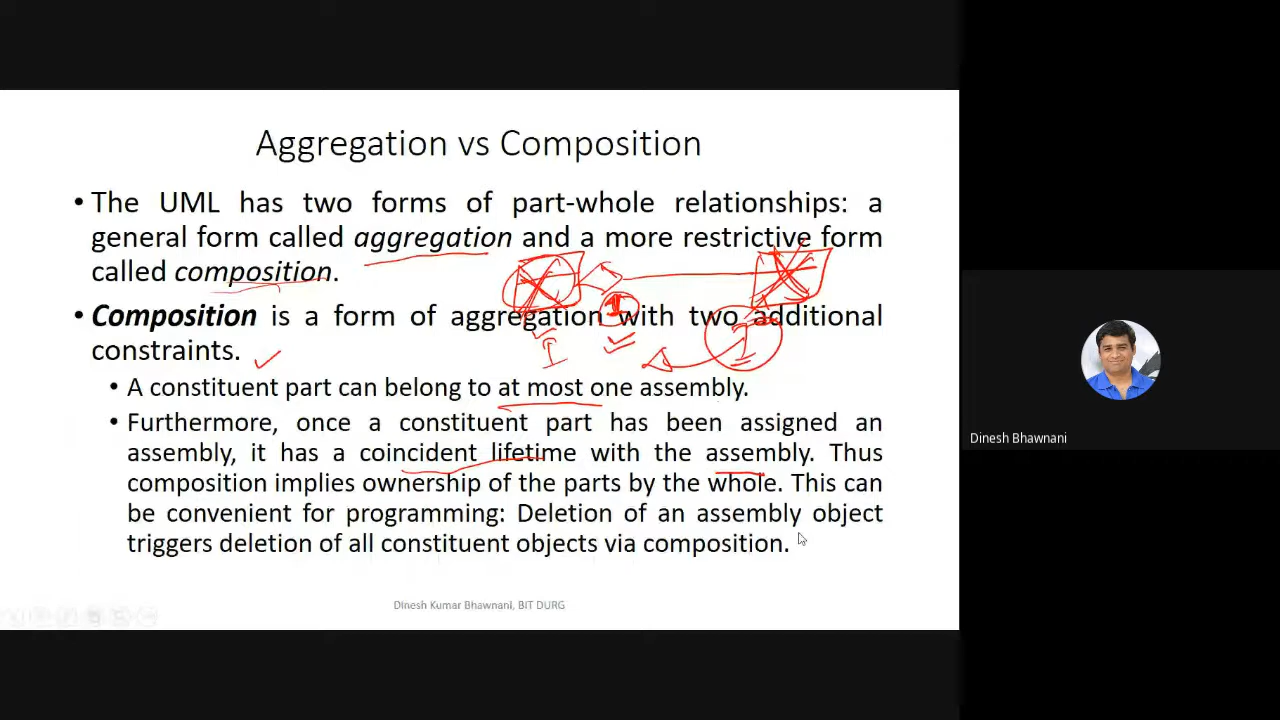 Aggregation vs Composition
• The UML has two forms of part-whole relationships: a
general form called aggregation and a more restrictive form
called composition.
• Composition is a form of aggregation with two additional
constraints.
• A constituent part can belong to at most one assembly.
• Furthermore, once a constituent part has been assigned an
assembly, it has a coincident lifetime with the assembly. Thus
composition implies ownership of the parts by the whole. This can
be convenient for programming: Deletion of an assembly object
triggers deletion of all constituent objects via composition.
Dinesh Kumar Bhawnani, BIT DURG
Dinesh Bhawnani